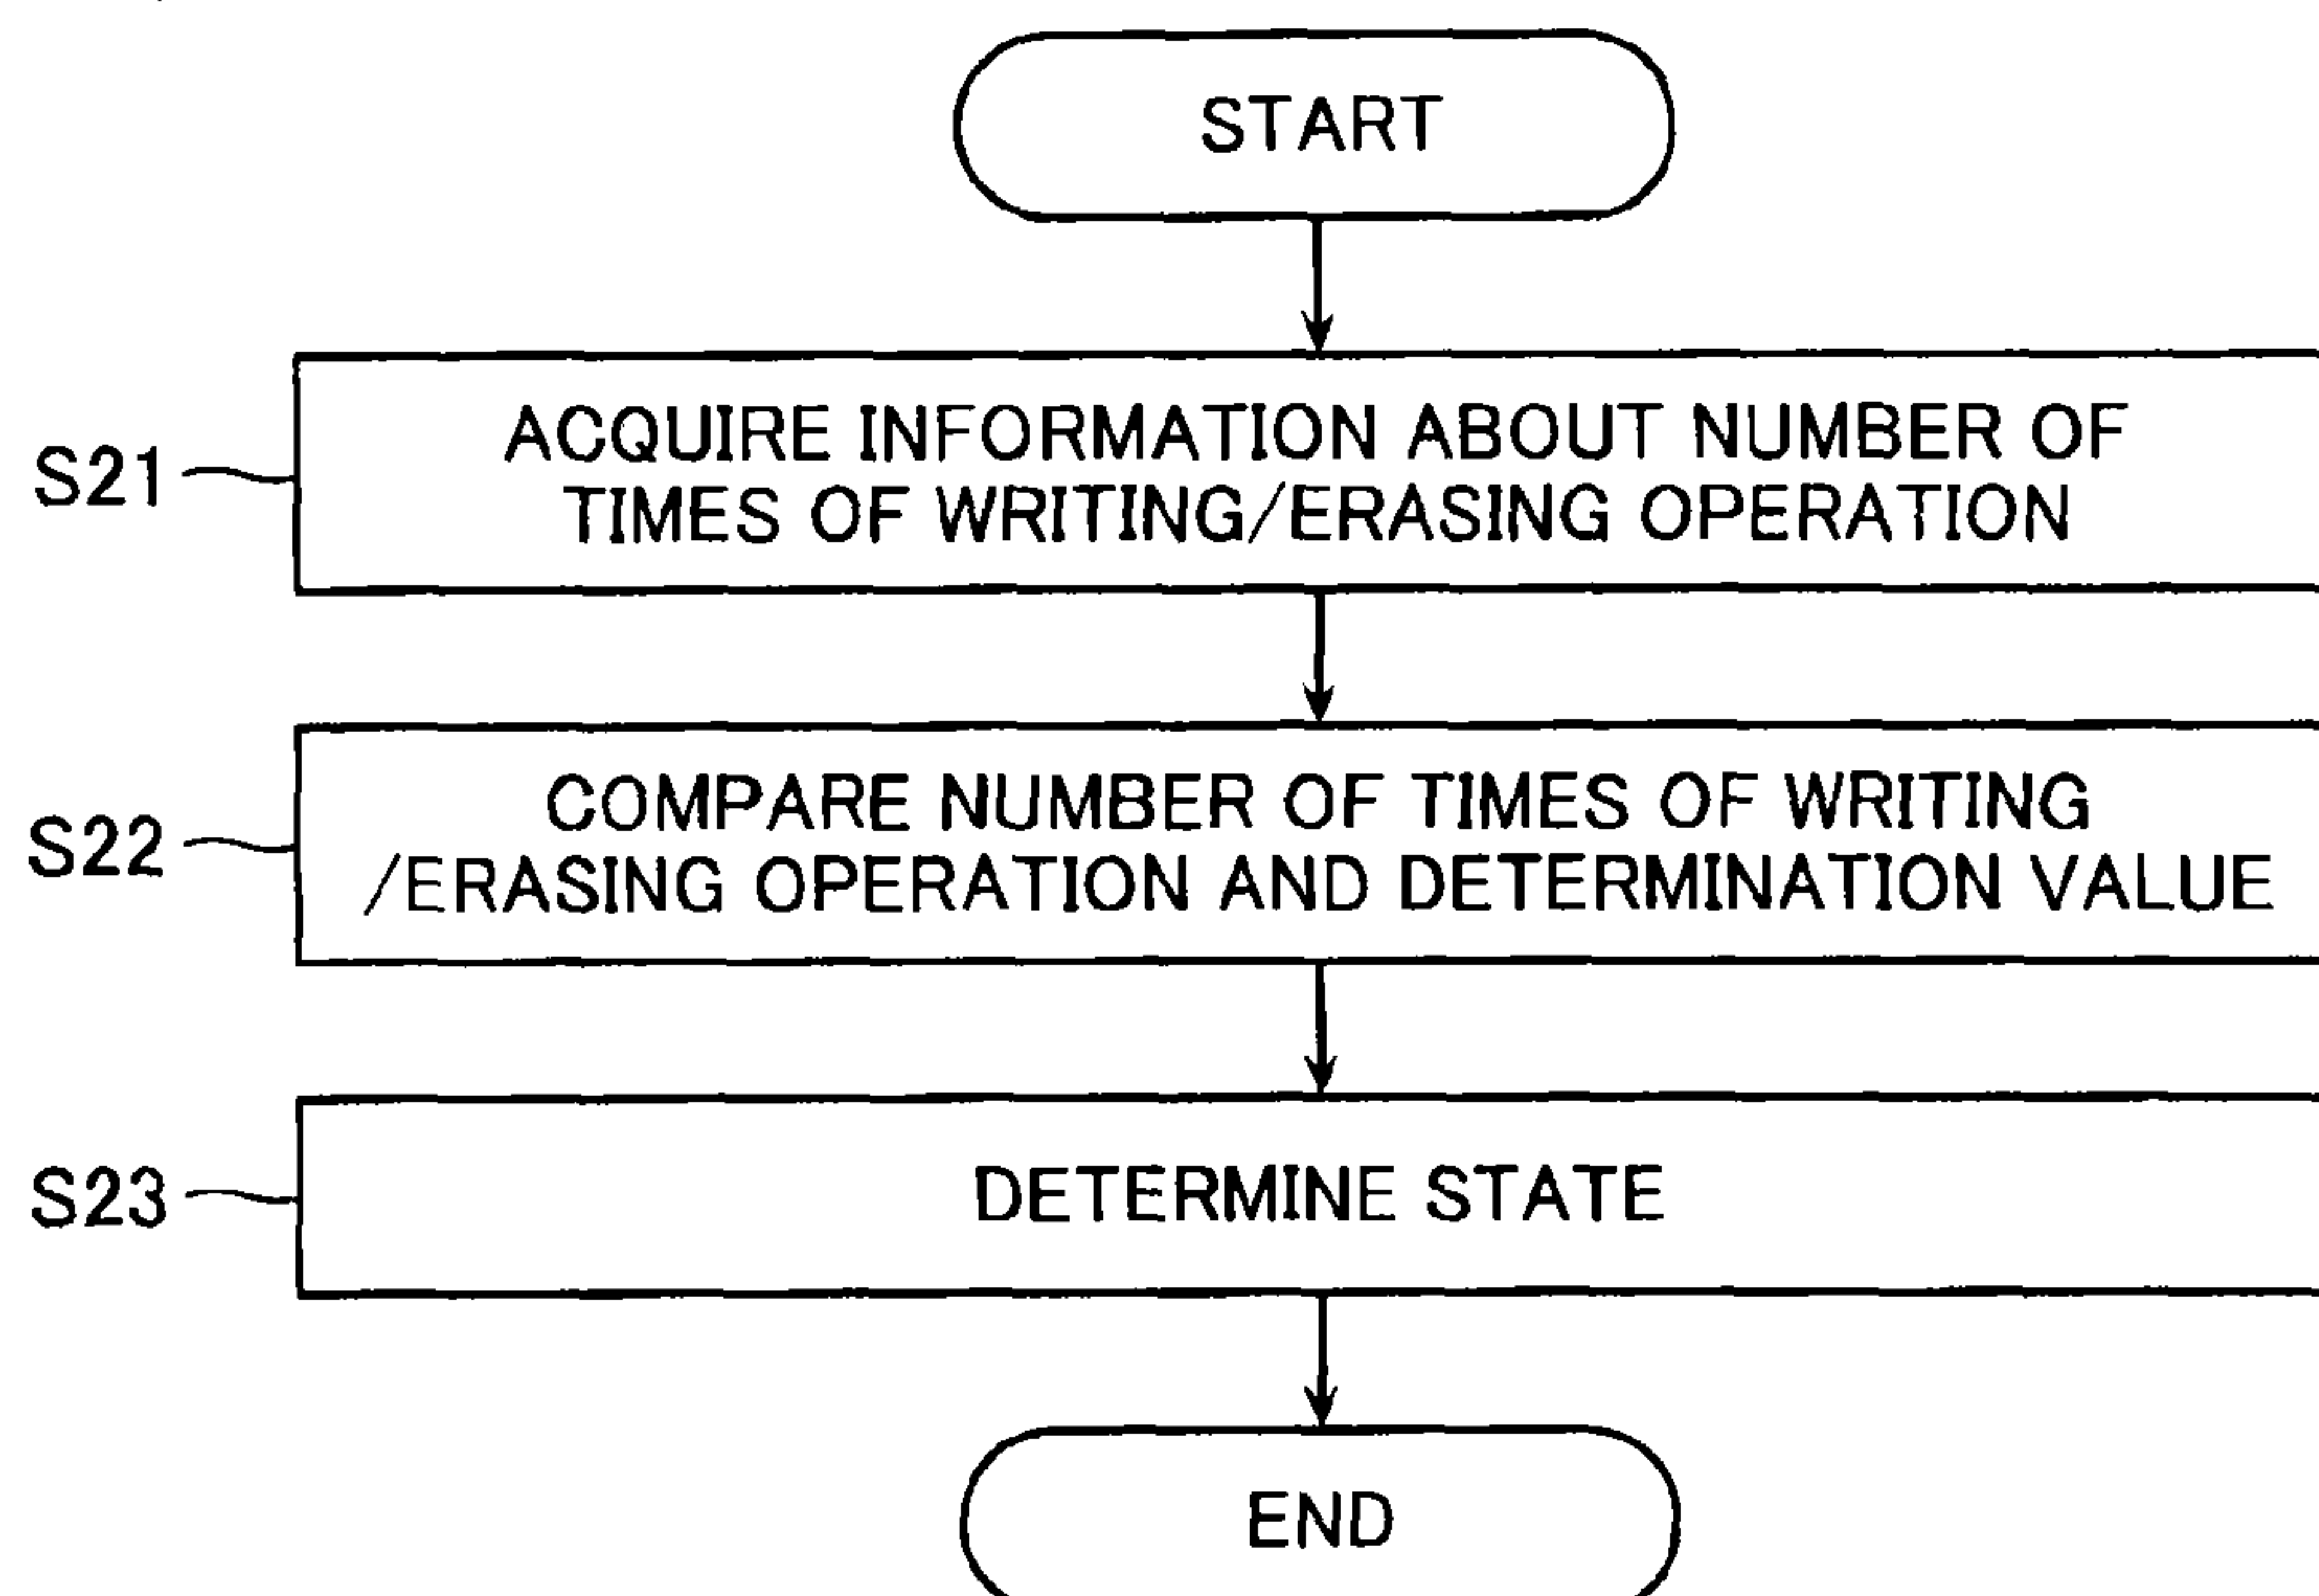 START
S21
ACQUIRE INFORMATION ABOUT NUMBER OF
TIMES OF WRITING/ERASING OPERATION
S22
COMPARE NUMBER OF TIMES OF WRITING
/ERASING OPERATION AND DETERMINATION VALUE
S23
DETERMINE STATE
END